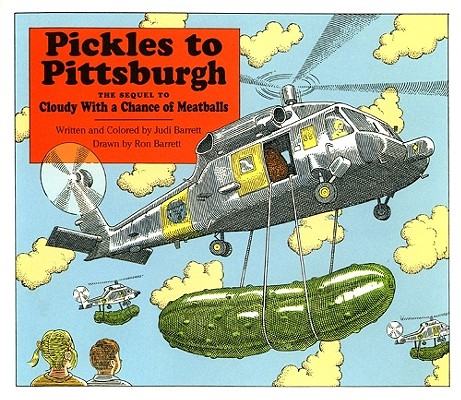 Pickles to
Pittsburgh
THE SEQUEL TO
Cloudy With a Chance of Meatballs
Written and Colored by Judi Barrett
Drawn by Ron Barrett